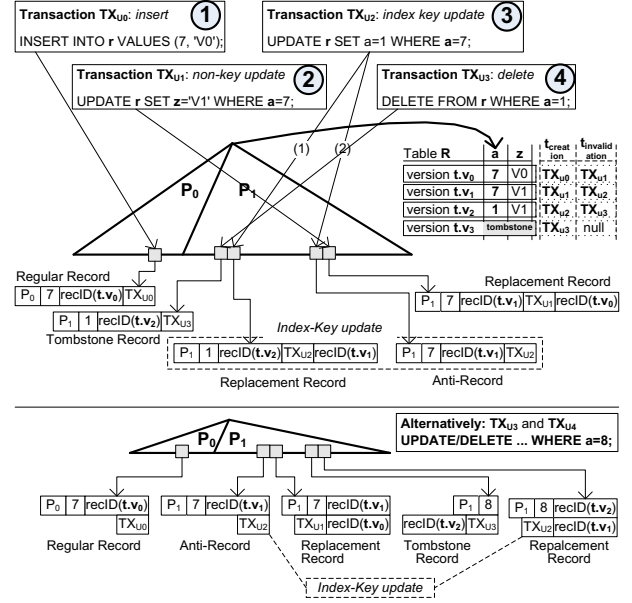 Transaction TXU0: insert
1
INSERT INTO r VALUES (7, 'V0');
Transaction TXU2: index key update
3
UPDATE r SET a=1 WHERE a=7;
Transaction TXU1: non-key update
2
UPDATE r SET z='V1' WHERE a=7;
Transaction TXU3: delete
4
DELETE FROM r WHERE a=1;
(1)
(2)
P0
P1
Table R a z tcreation tinvalidation
version t.v0 7 V0 TXu0 TXu1
version t.v1 7 V1 TXu1 TXu2
version t.v2 1 V1 TXu2 TXu3
version t.v3 tombstone TXu3 null
Regular Record
P0 7 recID(t.v0) TXU0
P1 1 recID(t.v2) TXU3
Tombstone Record
Replacement Record
P1 7 recID(t.v1) TXU1 recID(t.v0)
Index-Key update
P1 1 recID(t.v2) TXU2 recID(t.v1)
Replacement Record
P1 7 recID(t.v1) TXU2
Anti-Record
Alternatively: TXU3 and TXU4
UPDATE/DELETE ... WHERE a=8;
P0
P1
P0 7 recID(t.v0)
TXU0
Regular Record
P1 7 recID(t.v1)
TXU2
Anti-Record
P1 7 recID(t.v1)
TXU1 recID(t.v0)
Replacement
Record
P1 8
recID(t.v2) TXU3
Tombstone
Record
P1 8 recID(t.v2)
TXU2 recID(t.v1)
Repalcement
Record
Index-Key update